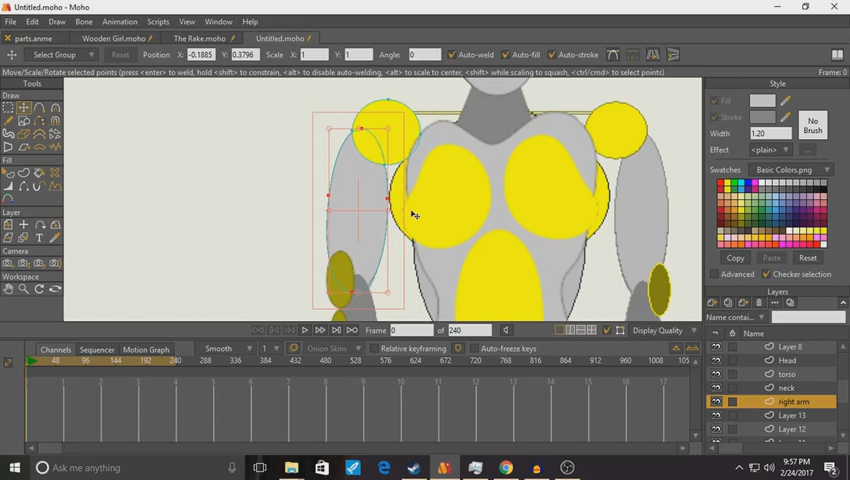 Untitled.moho - Moho
File Edit Draw Bones Animation Scripts View Window Help
parts.anme Wooden Girl.moho * The Rake.moho * Untitled.moho *
Select Group Position X: -0.1885 Y: 0.3796 Scale X: 1 Y: 1 Angle: 0 Auto-weld Auto-fill Auto-stroke
Move/Scale/Rotate selected points (press <enter> to weld, hold <shift> to constrain, <alt> to disable auto-welding, <alt> to scale to center, <shift> while scaling to squash, <ctrl/cmd> to select points) Frame: 0
Tools
Draw
Fill
Layer
Camera
Workspace
Style
Fill
Stroke
Width 1.20
No Brush
Effect <plain>
Swatches Basic Colors.png
Copy Paste Reset
Advanced Checker selection
Layers
Name contai...
Name
Layer 8
Head
torso
neck
right arm
Layer 13
Layer 12
Frame 0 of 240 Display Quality
Channels Sequencer Motion Graph Smooth 1 Onion Skins Relative keyframing Auto-freeze keys
0 48 96 144 192 240 288 336 384 432 480 528 576 624 672 720 768 816 864 912 960 1008 105
1 2 3 4 5 6 7 8 9 10 11 12 13 14 15 16 17
Ask me anything
9:57 PM
2/24/2017